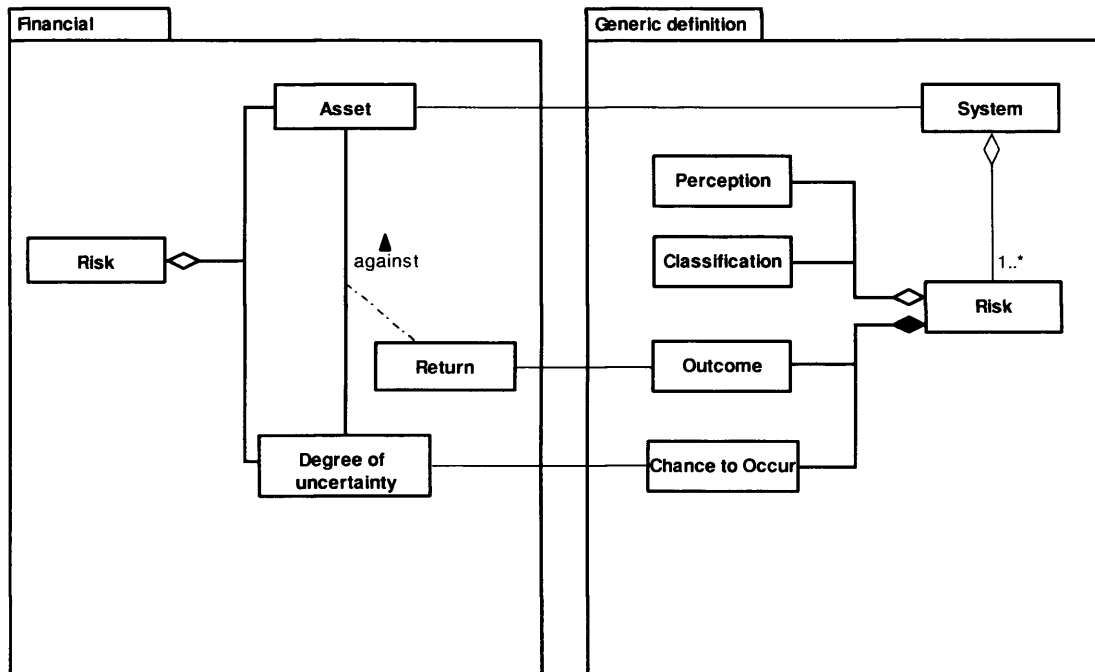 Financial
Generic definition
Asset
System
Perception
Risk
against
Classification
1..*
Risk
Return
Outcome
Degree of
uncertainty
Chance to Occur